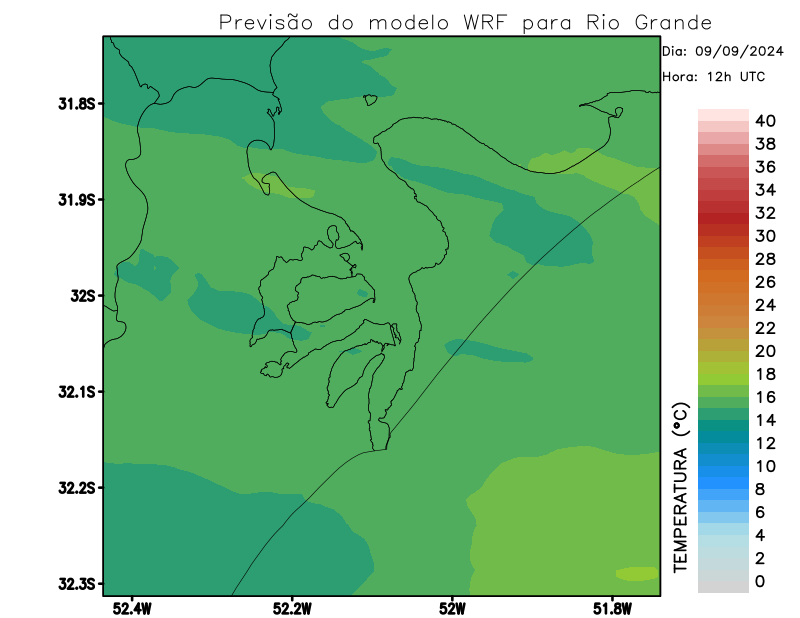 Previsão do modelo WRF para Rio Grande
Dia: 09/09/2024
Hora: 12h UTC
31.8S
31.9S
32S
32.1S
32.2S
32.3S
52.4W
52.2W
52W
51.8W
TEMPERATURA (°C)
40
38
36
34
32
30
28
26
24
22
20
18
16
14
12
10
8
6
4
2
0